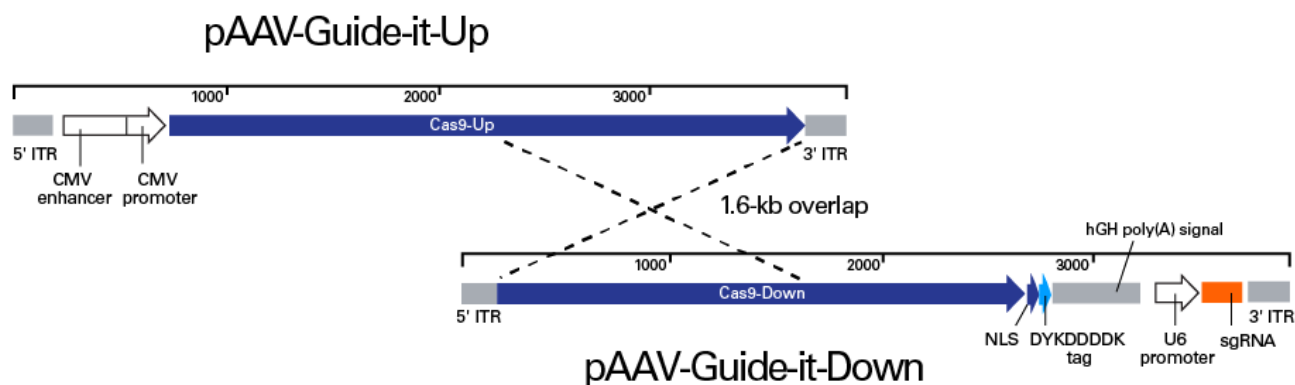 pAAV-Guide-it-Up
1000 2000 3000
Cas9-Up
5' ITR 3' ITR
CMV enhancer
CMV promoter
1.6-kb overlap
hGH poly(A) signal
1000 2000 3000
Cas9-Down
5' ITR
NLS
DYKDDDDK tag
U6 promoter
sgRNA
3' ITR
pAAV-Guide-it-Down